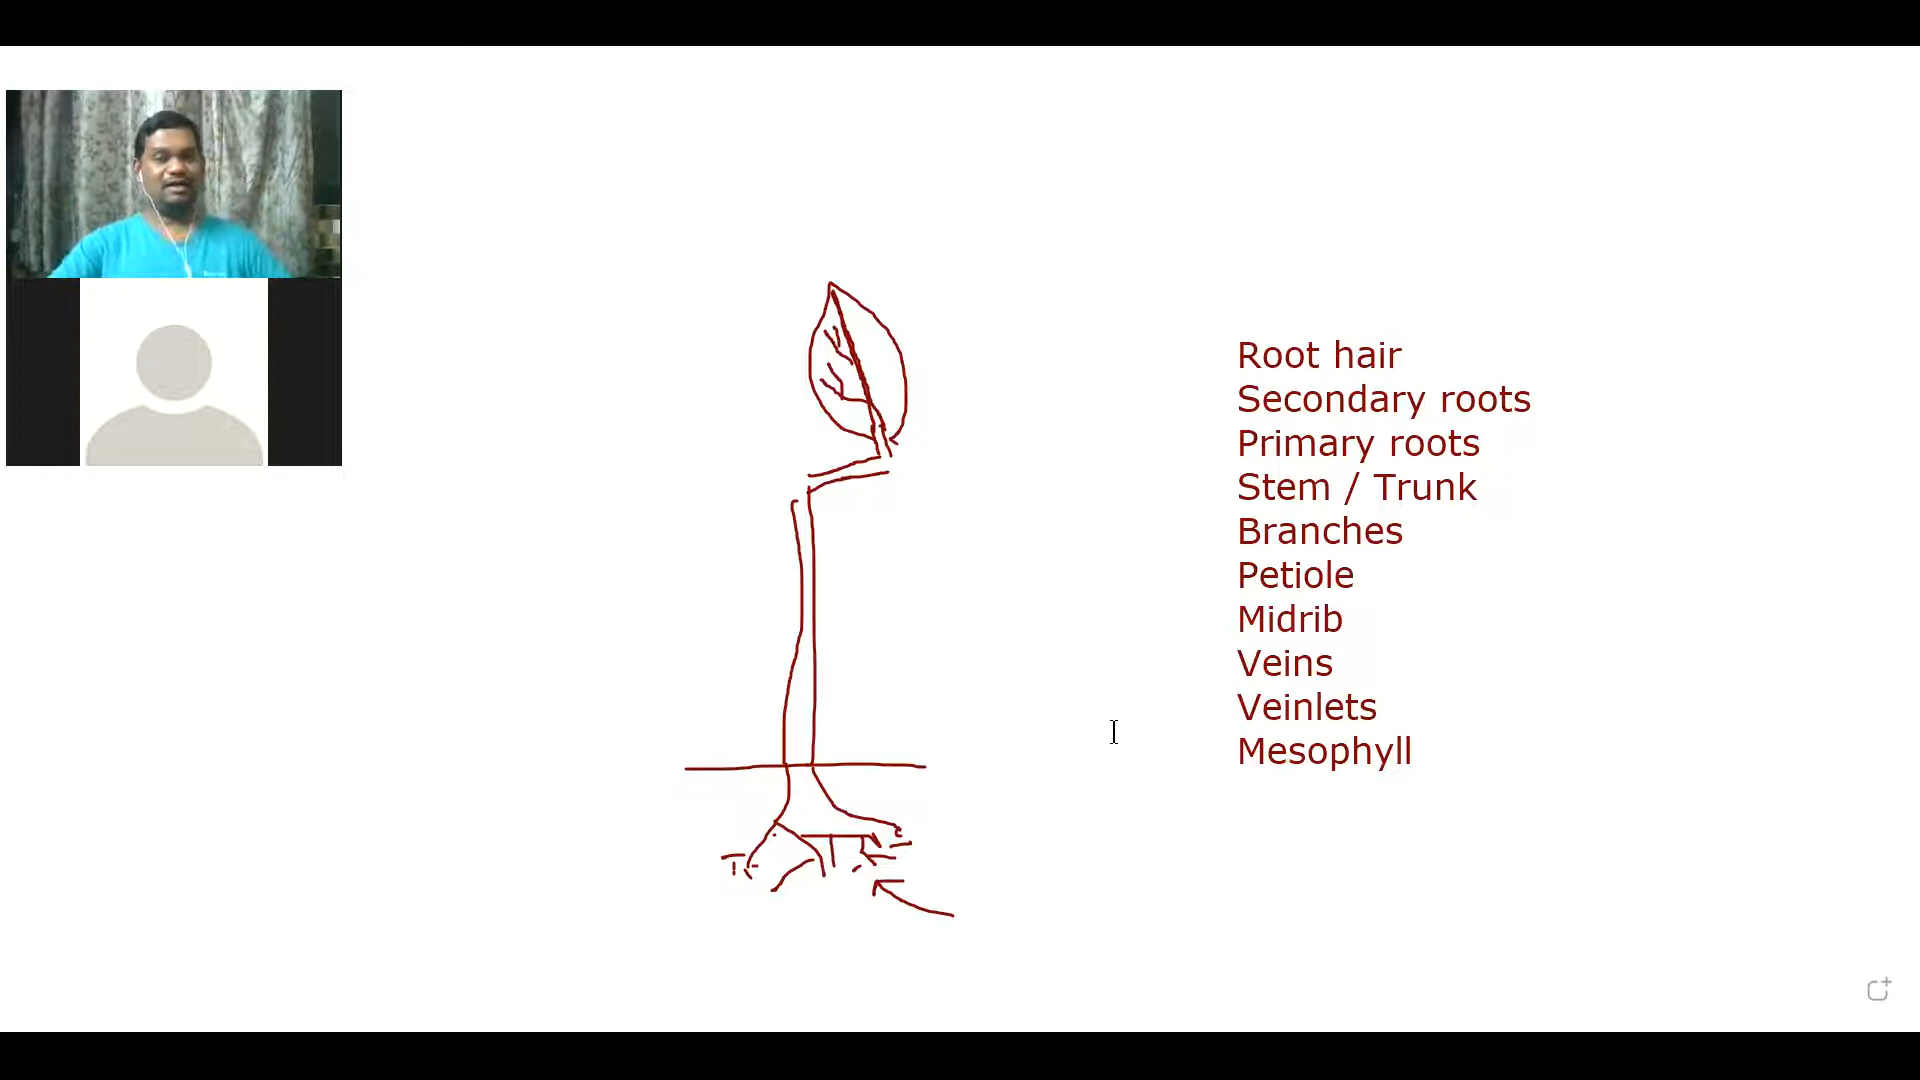 Root hair
Secondary roots
Primary roots
Stem / Trunk
Branches
Petiole
Midrib
Veins
Veinlets
Mesophyll